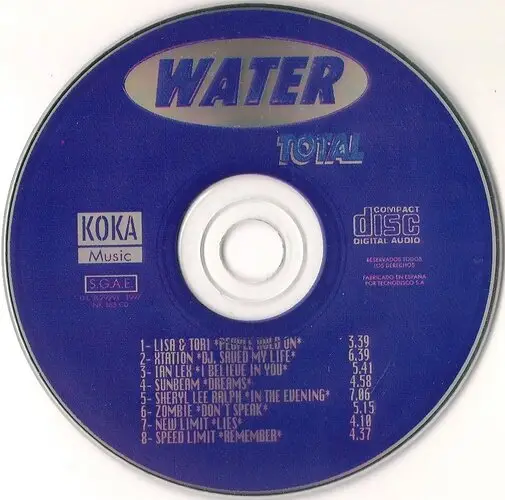 WATER
TOTAL
KOKA
Music
S.G.A.E.
COMPACT
disc
DIGITAL AUDIO
RESERVADOS TODOS
LOS DERECHOS
FABRICADO EN ESPAÑA
POR TECNODISCO S.A
1- LISA & TORI *PEOPLE HOLD ON* 3.39
2- XTATION *DJ. SAVED MY LIFE* 6.39
3- IAN LEX *I BELIEVE IN YOU* 5.41
4- SUNBEAM *DREAMS* 4.58
5- SHERYL LEE RALPH *IN THE EVENING* 7,06
6- ZOMBIE *DON'T SPEAK* 5.15
7- NEW LIMIT *LIES* 4.10
8- SPEED LIMIT *REMEMBER* 4.37